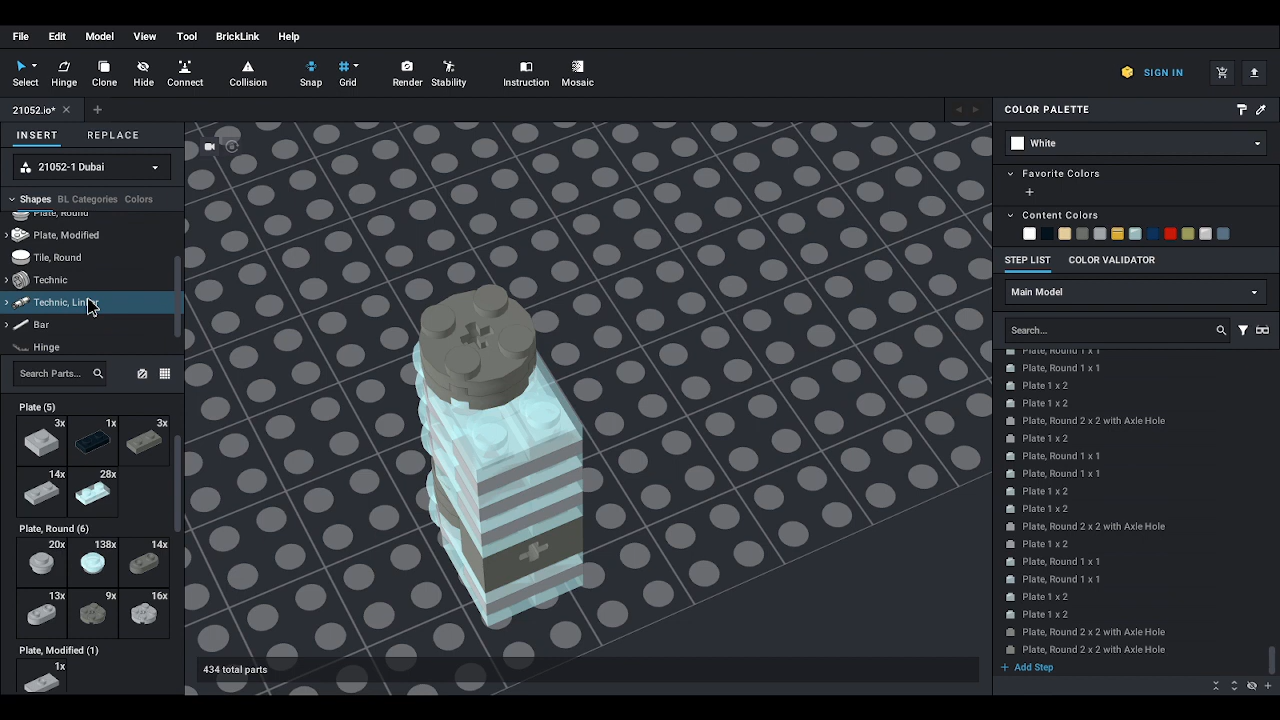 File Edit Model View Tool BrickLink Help
Select Hinge Clone Hide Connect Collision Snap Grid Render Stability Instruction Mosaic SIGN IN
21052.io*
INSERT REPLACE
21052-1 Dubai
Shapes BL Categories Colors
Plate, Round
Plate, Modified
Tile, Round
Technic
Technic, Lin
Bar
Hinge
Search Parts...
Plate (5)
3x 1x 3x
14x 28x
Plate, Round (6)
20x 138x 14x
13x 9x 16x
Plate, Modified (1)
1x
434 total parts
COLOR PALETTE
White
Favorite Colors
+
Content Colors
STEP LIST COLOR VALIDATOR
Main Model
Search...
Plate, Round 1 x 1
Plate, Round 1 x 1
Plate 1 x 2
Plate 1 x 2
Plate, Round 2 x 2 with Axle Hole
Plate 1 x 2
Plate, Round 1 x 1
Plate, Round 1 x 1
Plate 1 x 2
Plate 1 x 2
Plate, Round 2 x 2 with Axle Hole
Plate 1 x 2
Plate, Round 1 x 1
Plate, Round 1 x 1
Plate 1 x 2
Plate 1 x 2
Plate, Round 2 x 2 with Axle Hole
Plate, Round 2 x 2 with Axle Hole
+ Add Step